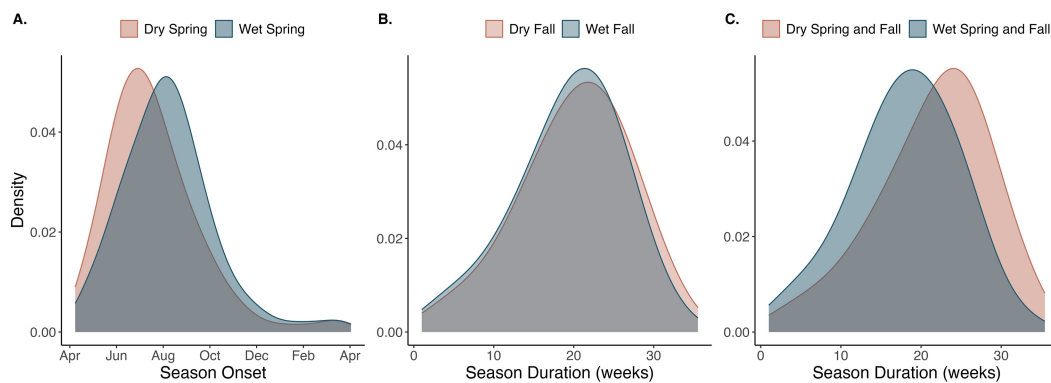 A.
Dry Spring Wet Spring
Density
0.04
0.02
0.00
Apr Jun Aug Oct Dec Feb Apr
Season Onset
B.
Dry Fall Wet Fall
0.04
0.02
0.00
0 10 20 30
Season Duration (weeks)
C.
Dry Spring and Fall Wet Spring and Fall
0.04
0.02
0.00
0 10 20 30
Season Duration (weeks)